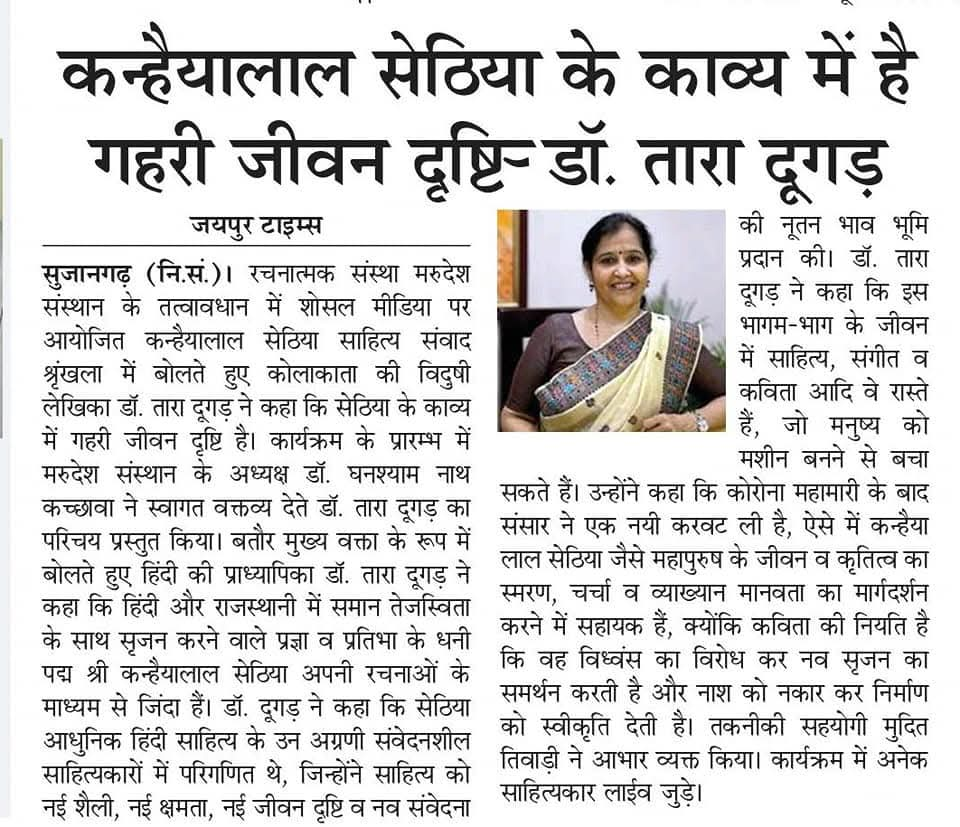 कन्हैयालाल सेठिया के काव्य में है
गहरी जीवन दृष्टि- डॉ. तारा दूगड़
जयपुर टाइम्स
सुजानगढ़ (नि.सं.)। रचनात्मक संस्था मरुदेश
संस्थान के तत्वावधान में शोसल मीडिया पर
आयोजित कन्हैयालाल सेठिया साहित्य संवाद
श्रृंखला में बोलते हुए कोलाकाता की विदुषी
लेखिका डॉ. तारा दूगड़ ने कहा कि सेठिया के काव्य
में गहरी जीवन दृष्टि है। कार्यक्रम के प्रारम्भ में
मरुदेश संस्थान के अध्यक्ष डॉ. घनश्याम नाथ
कच्छावा ने स्वागत वक्तव्य देते डॉ. तारा दूगड़ का
परिचय प्रस्तुत किया। बतौर मुख्य वक्ता के रूप में
बोलते हुए हिंदी की प्राध्यापिका डॉ. तारा दूगड़ ने
कहा कि हिंदी और राजस्थानी में समान तेजस्विता
के साथ सृजन करने वाले प्रज्ञा व प्रतिभा के धनी
पद्म श्री कन्हैयालाल सेठिया अपनी रचनाओं के
माध्यम से जिंदा हैं। डॉ. दूगड़ ने कहा कि सेठिया
आधुनिक हिंदी साहित्य के उन अग्रणी संवेदनशील
साहित्यकारों में परिगणित थे, जिन्होंने साहित्य को
नई शैली, नई क्षमता, नई जीवन दृष्टि व नव संवेदना
की नूतन भाव भूमि
प्रदान की। डॉ. तारा
दूगड़ ने कहा कि इस
भागम-भाग के जीवन
में साहित्य, संगीत व
कविता आदि वे रास्ते
हैं, जो मनुष्य को
मशीन बनने से बचा
सकते हैं। उन्होंने कहा कि कोरोना महामारी के बाद
संसार ने एक नयी करवट ली है, ऐसे में कन्हैया
लाल सेठिया जैसे महापुरुष के जीवन व कृतित्व का
स्मरण, चर्चा व व्याख्यान मानवता का मार्गदर्शन
करने में सहायक हैं, क्योंकि कविता की नियति है
कि वह विध्वंस का विरोध कर नव सृजन का
समर्थन करती है और नाश को नकार कर निर्माण
को स्वीकृति देती है। तकनीकी सहयोगी मुदित
तिवाड़ी ने आभार व्यक्त किया। कार्यक्रम में अनेक
साहित्यकार लाईव जुड़े।